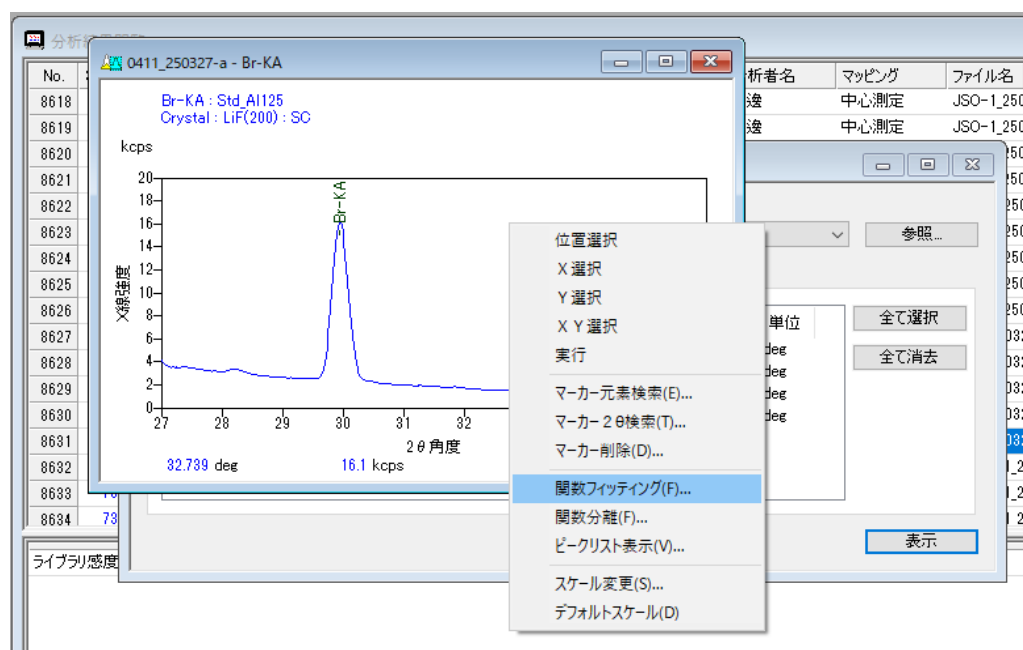 分析
0411_250327-a - Br-KA
No.
析者名
マッピング
ファイル名
8618
中心測定
JSO-1_250
8619
中心測定
JSO-1_250
8620
8621
8622
8623
8624
8625
8626
8627
8628
8629
8630
8631
8632
8633
8634
73
Br-KA : Std_Al125
Crystal : LiF(200) : SC
kcps
X線強度
20
18
16
14
12
10
8
6
4
2
0
Br-KA
27
28
29
30
31
32
2θ角度
32.739 deg
16.1 kcps
参照...
単位
deg
deg
deg
deg
全て選択
全て消去
表示
位置選択
X 選択
Y 選択
X Y 選択
実行
マーカー元素検索(E)...
マーカー２θ検索(T)...
マーカー削除(D)...
関数フィッティング(F)...
関数分離(F)...
ピークリスト表示(V)...
スケール変更(S)...
デフォルトスケール(D)
ライブラリ感度